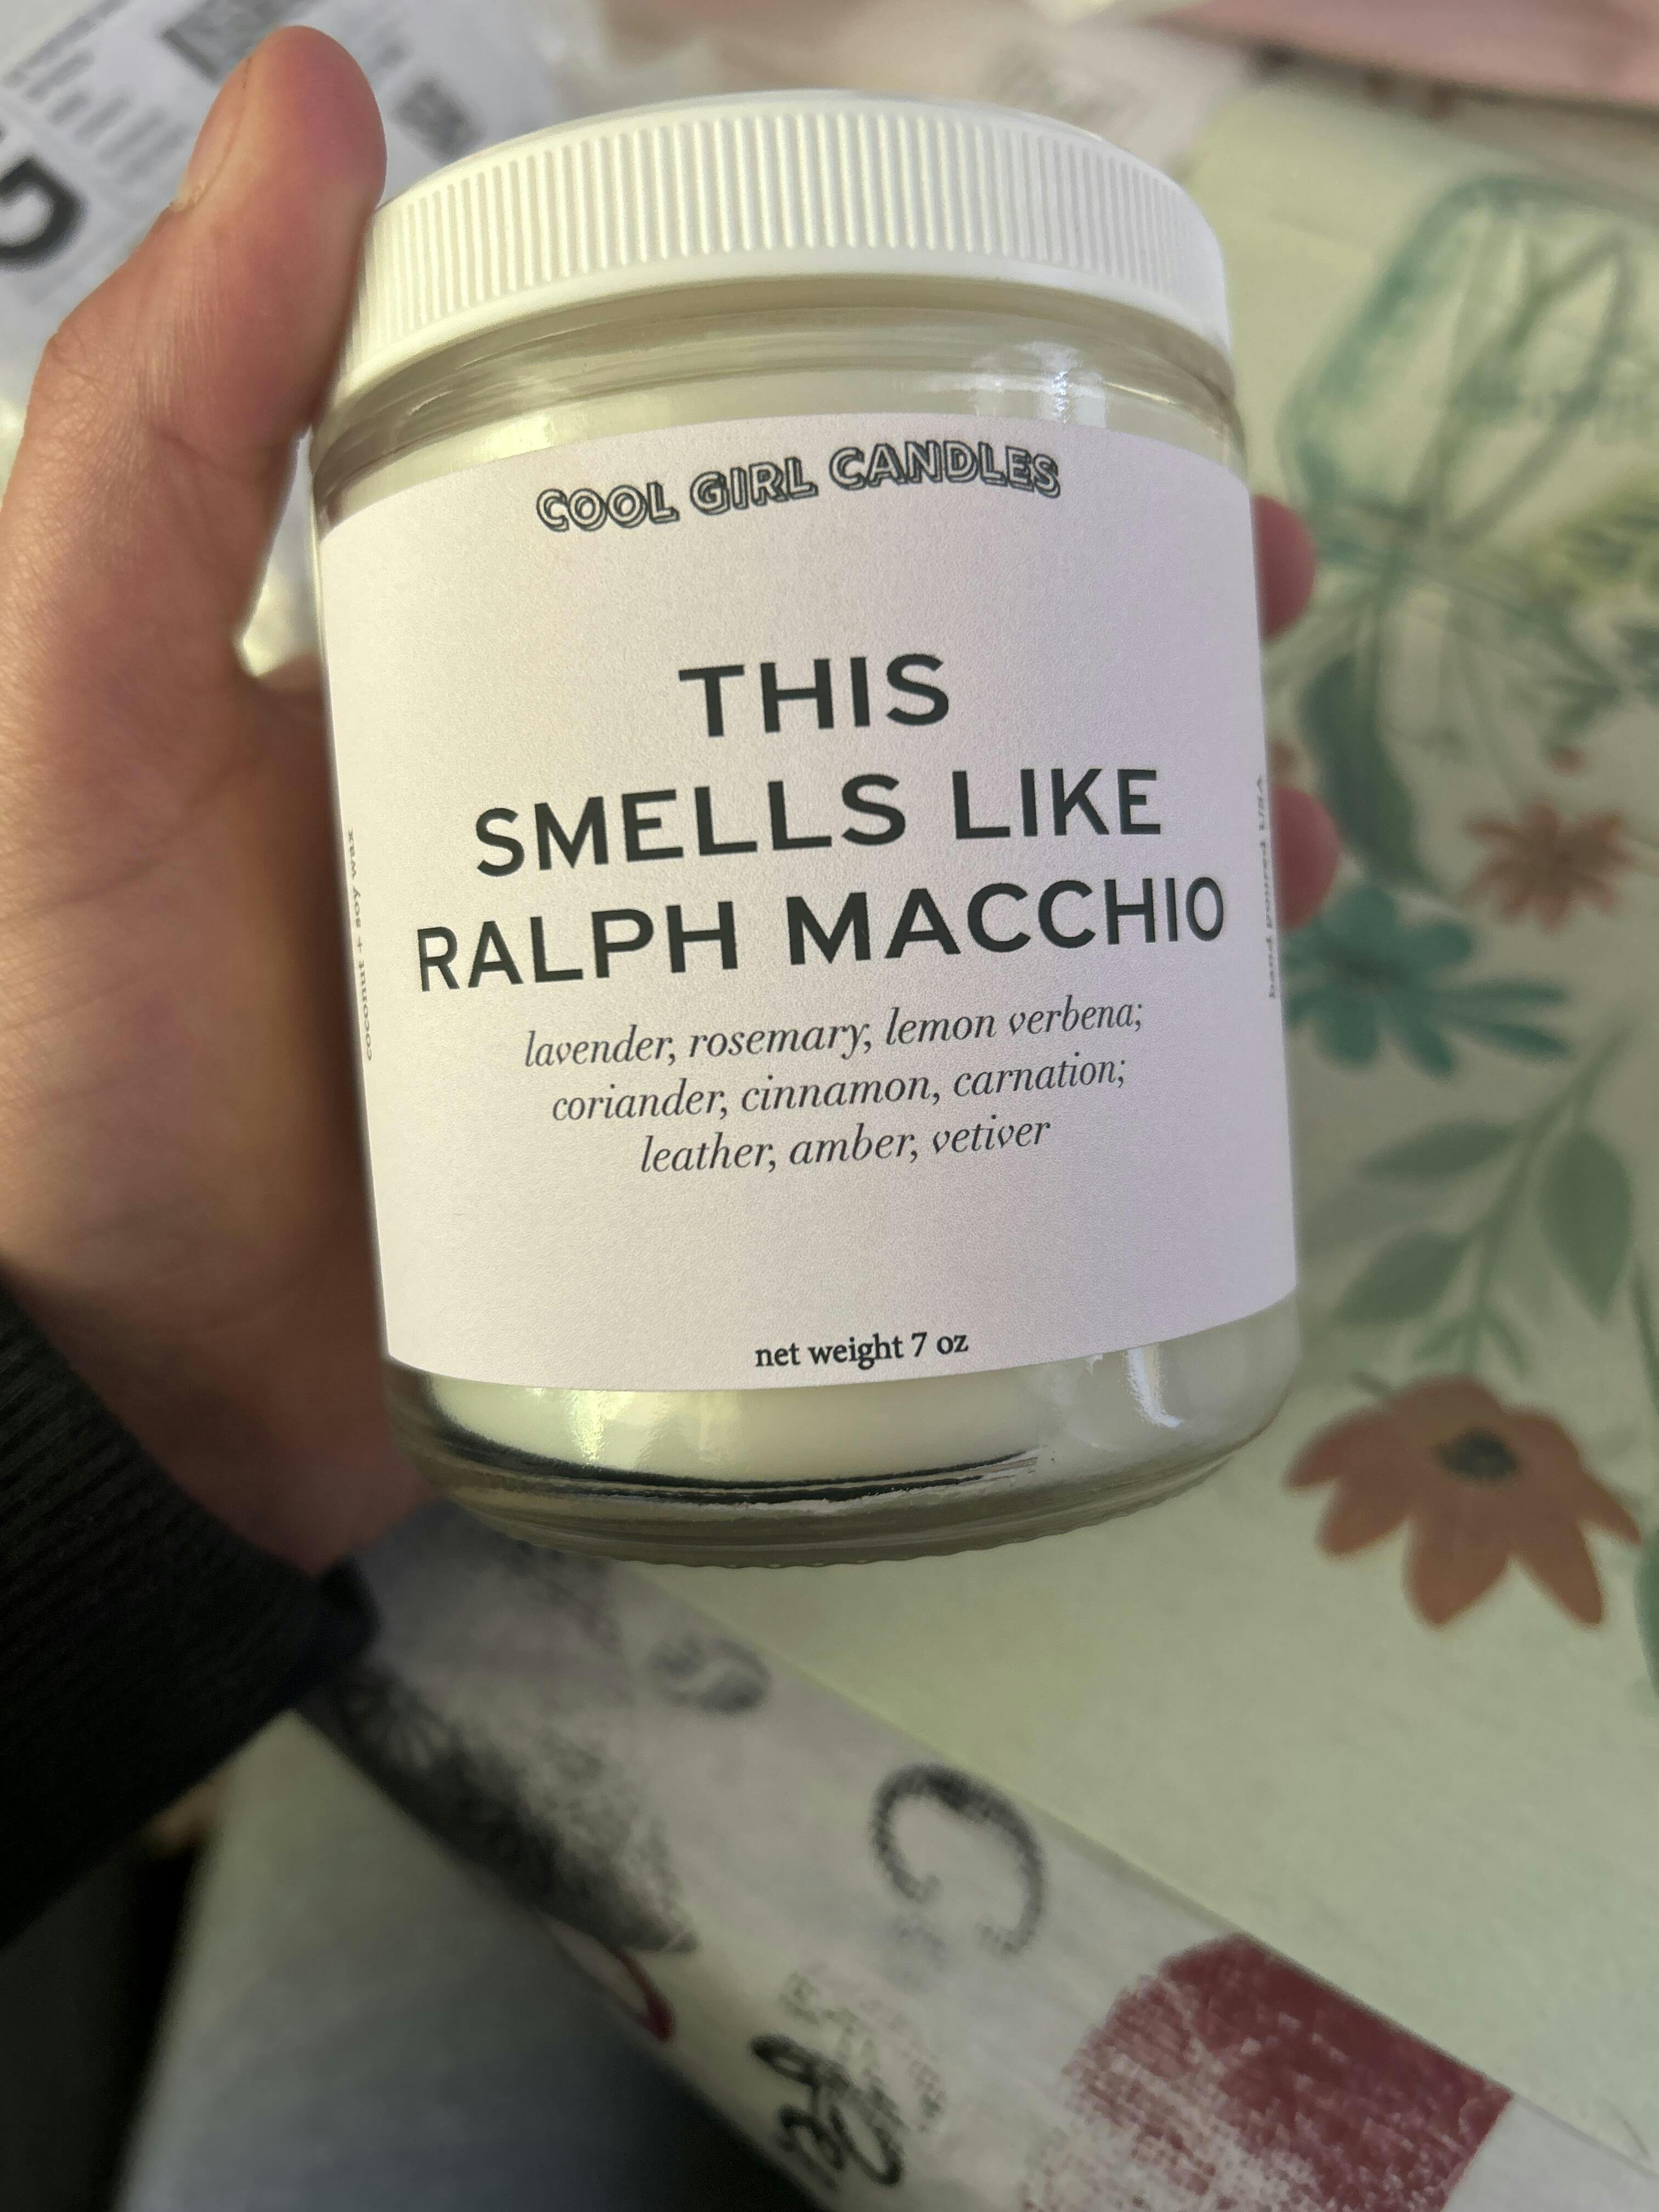 COOL GIRL CANDLES
THIS
SMELLS LIKE
RALPH MACCHIO
lavender, rosemary, lemon verbena;
coriander, cinnamon, carnation;
leather, amber, vetiver
net weight 7 oz
coconut + soy wax
hand poured USA